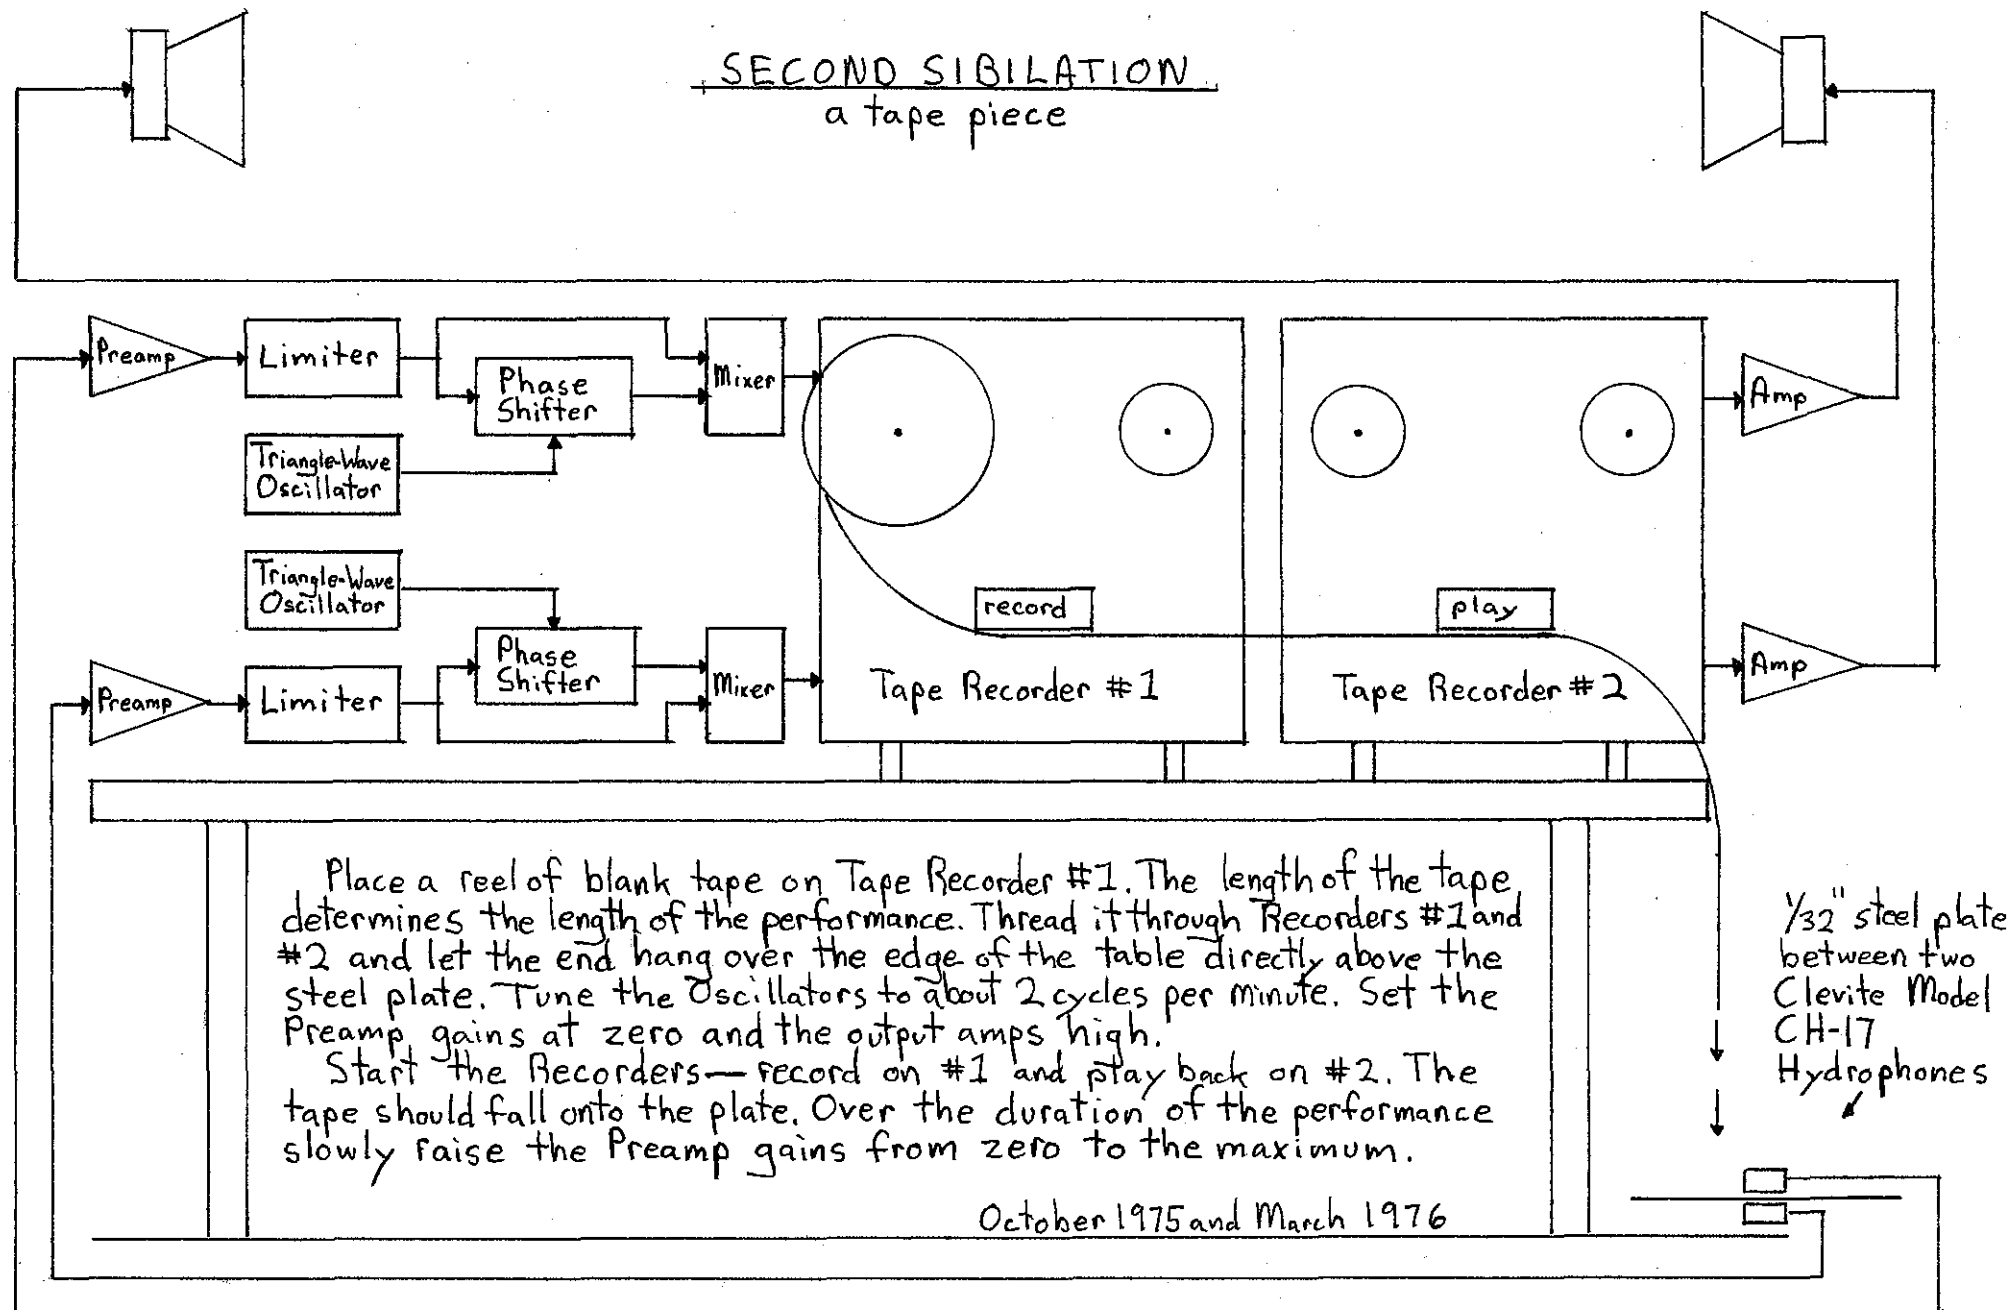 SECOND SIBILATION
a tape piece
Preamp
Limiter
Phase
Shifter
Mixer
Triangle-Wave
Oscillator
Triangle-Wave
Oscillator
Preamp
Limiter
Phase
Shifter
Mixer
record
Tape Recorder #1
play
Tape Recorder #2
Amp
Amp
Place a reel of blank tape on Tape Recorder #1. The length of the tape
determines the length of the performance. Thread it through Recorders #1 and
#2 and let the end hang over the edge of the table directly above the
steel plate. Tune the Oscillators to about 2 cycles per minute. Set the
Preamp gains at zero and the output amps high.
Start the Recorders—record on #1 and play back on #2. The
tape should fall onto the plate. Over the duration of the performance
slowly raise the Preamp gains from zero to the maximum.
October 1975 and March 1976
1/32" steel plate
between two
Clevite Model
CH-17
Hydrophones